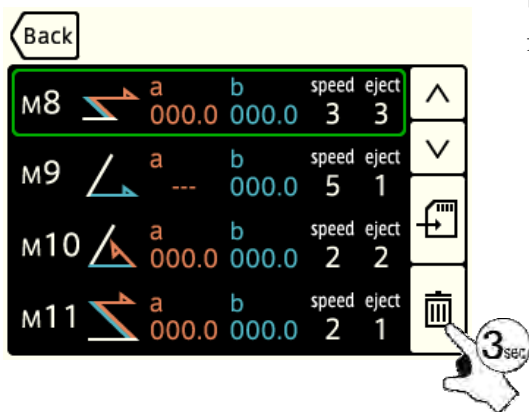 Back
a b speed eject
M8 000.0 000.0 3 3
a b speed eject
M9 --- 000.0 5 1
a b speed eject
M10 000.0 000.0 2 2
a b speed eject
M11 000.0 000.0 2 1
3sec